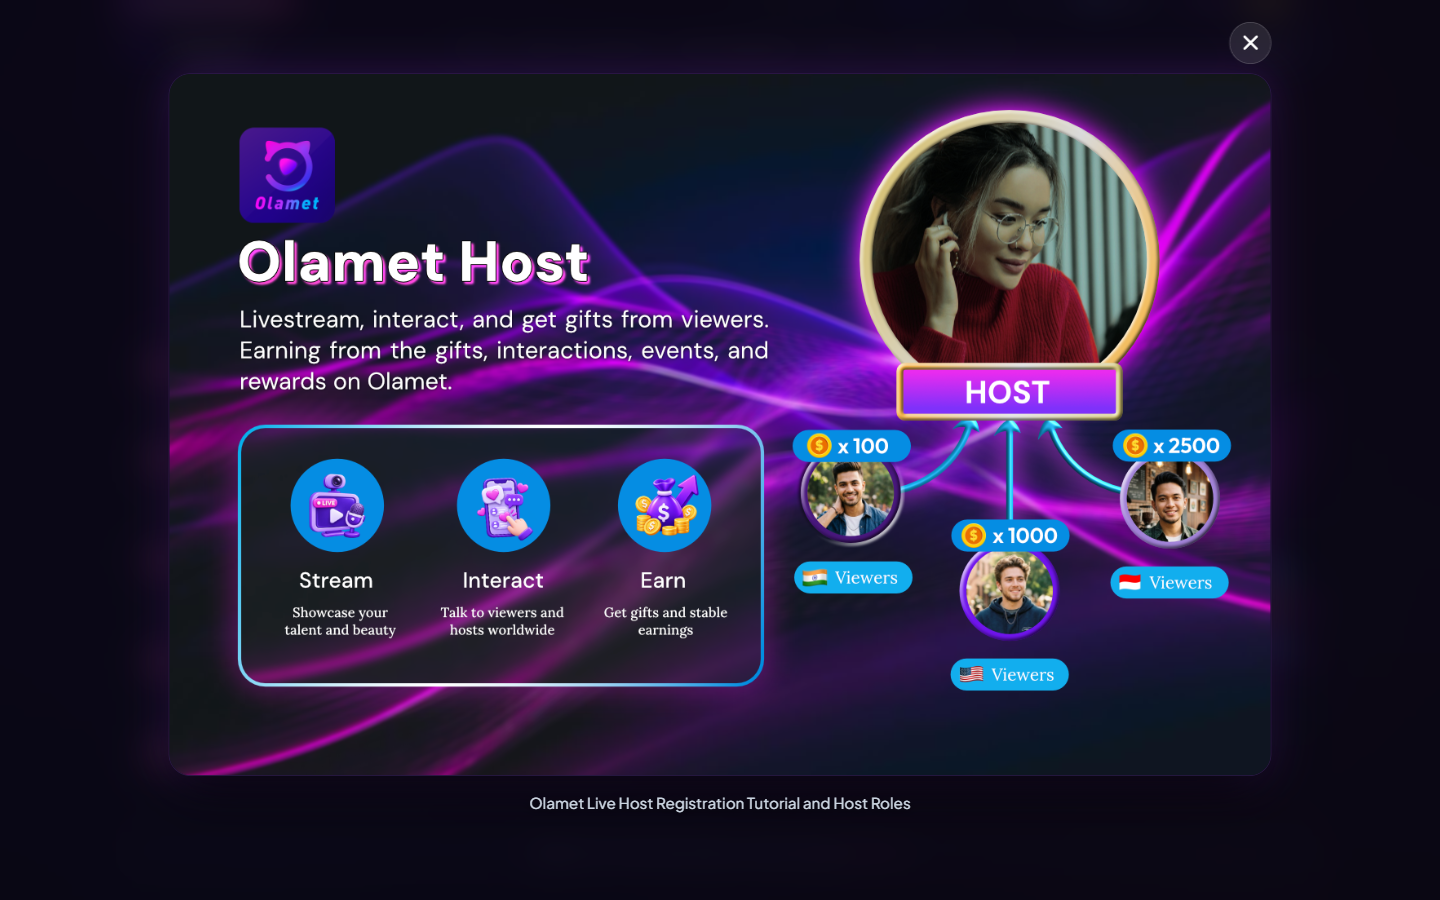 Olamet
Olamet Host
Livestream, interact, and get gifts from viewers.
Earning from the gifts, interactions, events, and
rewards on Olamet.
LIVE
Stream
Showcase your
talent and beauty
Interact
Talk to viewers and
hosts worldwide
Earn
Get gifts and stable
earnings
HOST
$ x 100
Viewers
$ x 1000
Viewers
$ x 2500
Viewers
Olamet Live Host Registration Tutorial and Host Roles